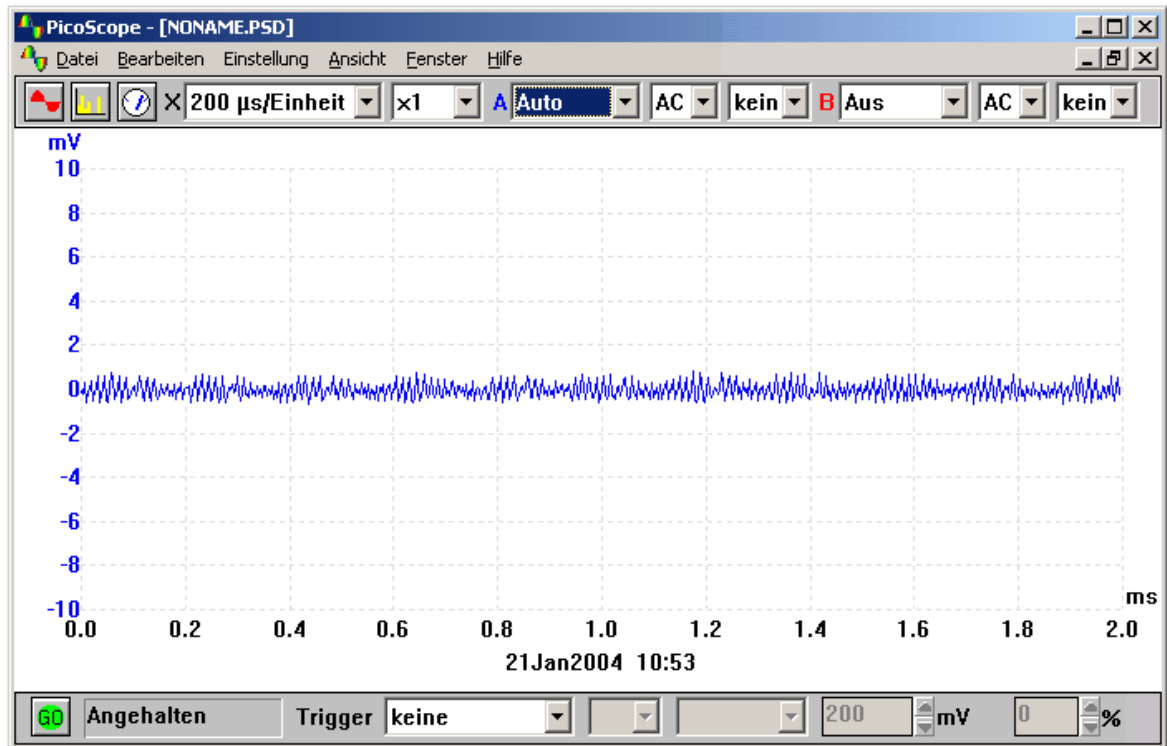 PicoScope - [NONAME.PSD]
Datei Bearbeiten Einstellung Ansicht Fenster Hilfe
X 200 µs/Einheit x1 A Auto AC kein B Aus AC kein
mV
10
8
6
4
2
0
-2
-4
-6
-8
-10
ms
0.0 0.2 0.4 0.6 0.8 1.0 1.2 1.4 1.6 1.8 2.0
21Jan2004 10:53
GO Angehalten Trigger keine 200 mV 0 %